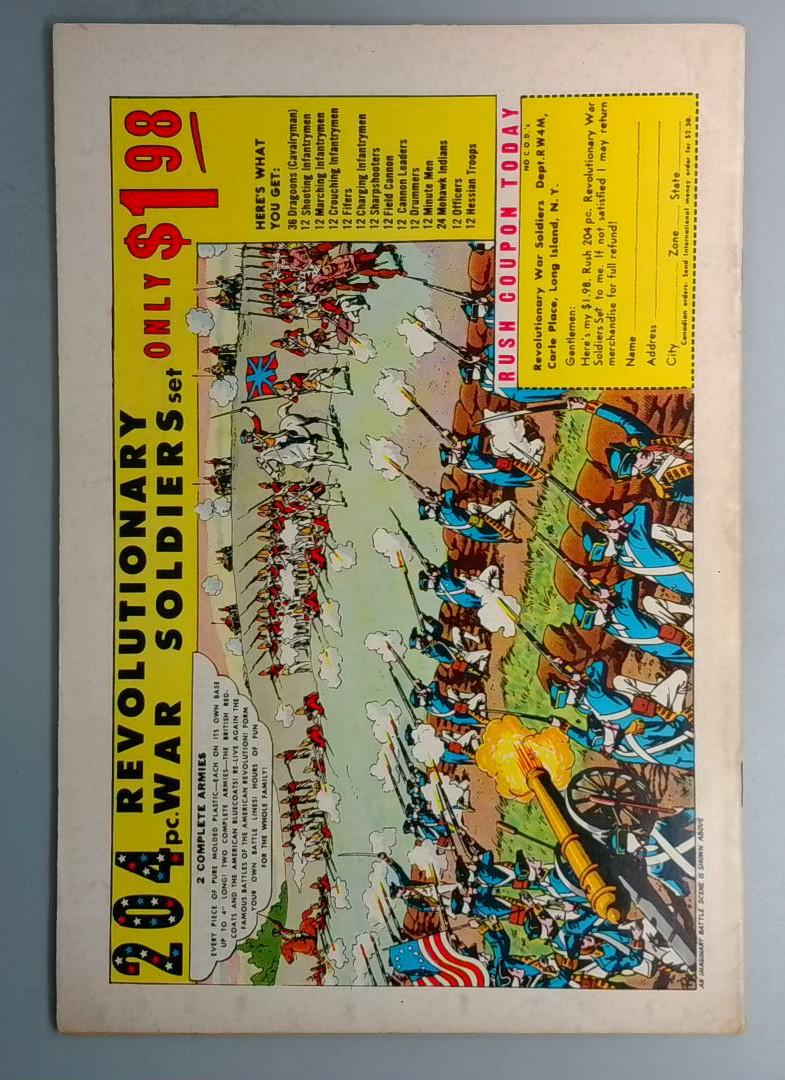 204 pc. REVOLUTIONARY
WAR SOLDIERS set ONLY $1 98
2 COMPLETE ARMIES
EVERY PIECE OF PURE MOLDED PLASTIC—EACH ON ITS OWN BASE
UP TO 4" LONG! TWO COMPLETE ARMIES—THE BRITISH RED-
COATS AND THE AMERICAN BLUECOATS! RE-LIVE AGAIN THE
FAMOUS BATTLES OF THE AMERICAN REVOLUTION! FORM
YOUR OWN BATTLE LINES! HOURS OF FUN
FOR THE WHOLE FAMILY!
HERE'S WHAT
YOU GET:
36 Dragoons (Cavalryman)
12 Shooting Infantrymen
12 Marching Infantrymen
12 Crouching Infantrymen
12 Fifers
12 Charging Infantrymen
12 Sharpshooters
12 Field Cannon
12 Cannon Loaders
12 Drummers
12 Minute Men
24 Mohawk Indians
12 Officers
12 Hessian Troops
RUSH COUPON TODAY
NO C.O.D.'s
Revolutionary War Soldiers Dept. RW4M,
Carle Place, Long Island, N. Y.
Gentlemen:
Here's my $1.98. Rush 204 pc. Revolutionary War
Soldiers Set to me. If not satisfied I may return
merchandise for full refund!
Name
Address
City Zone State
Canadian orders: Send International money order for $2.50.
AN IMAGINARY BATTLE SCENE IS SHOWN ABOVE